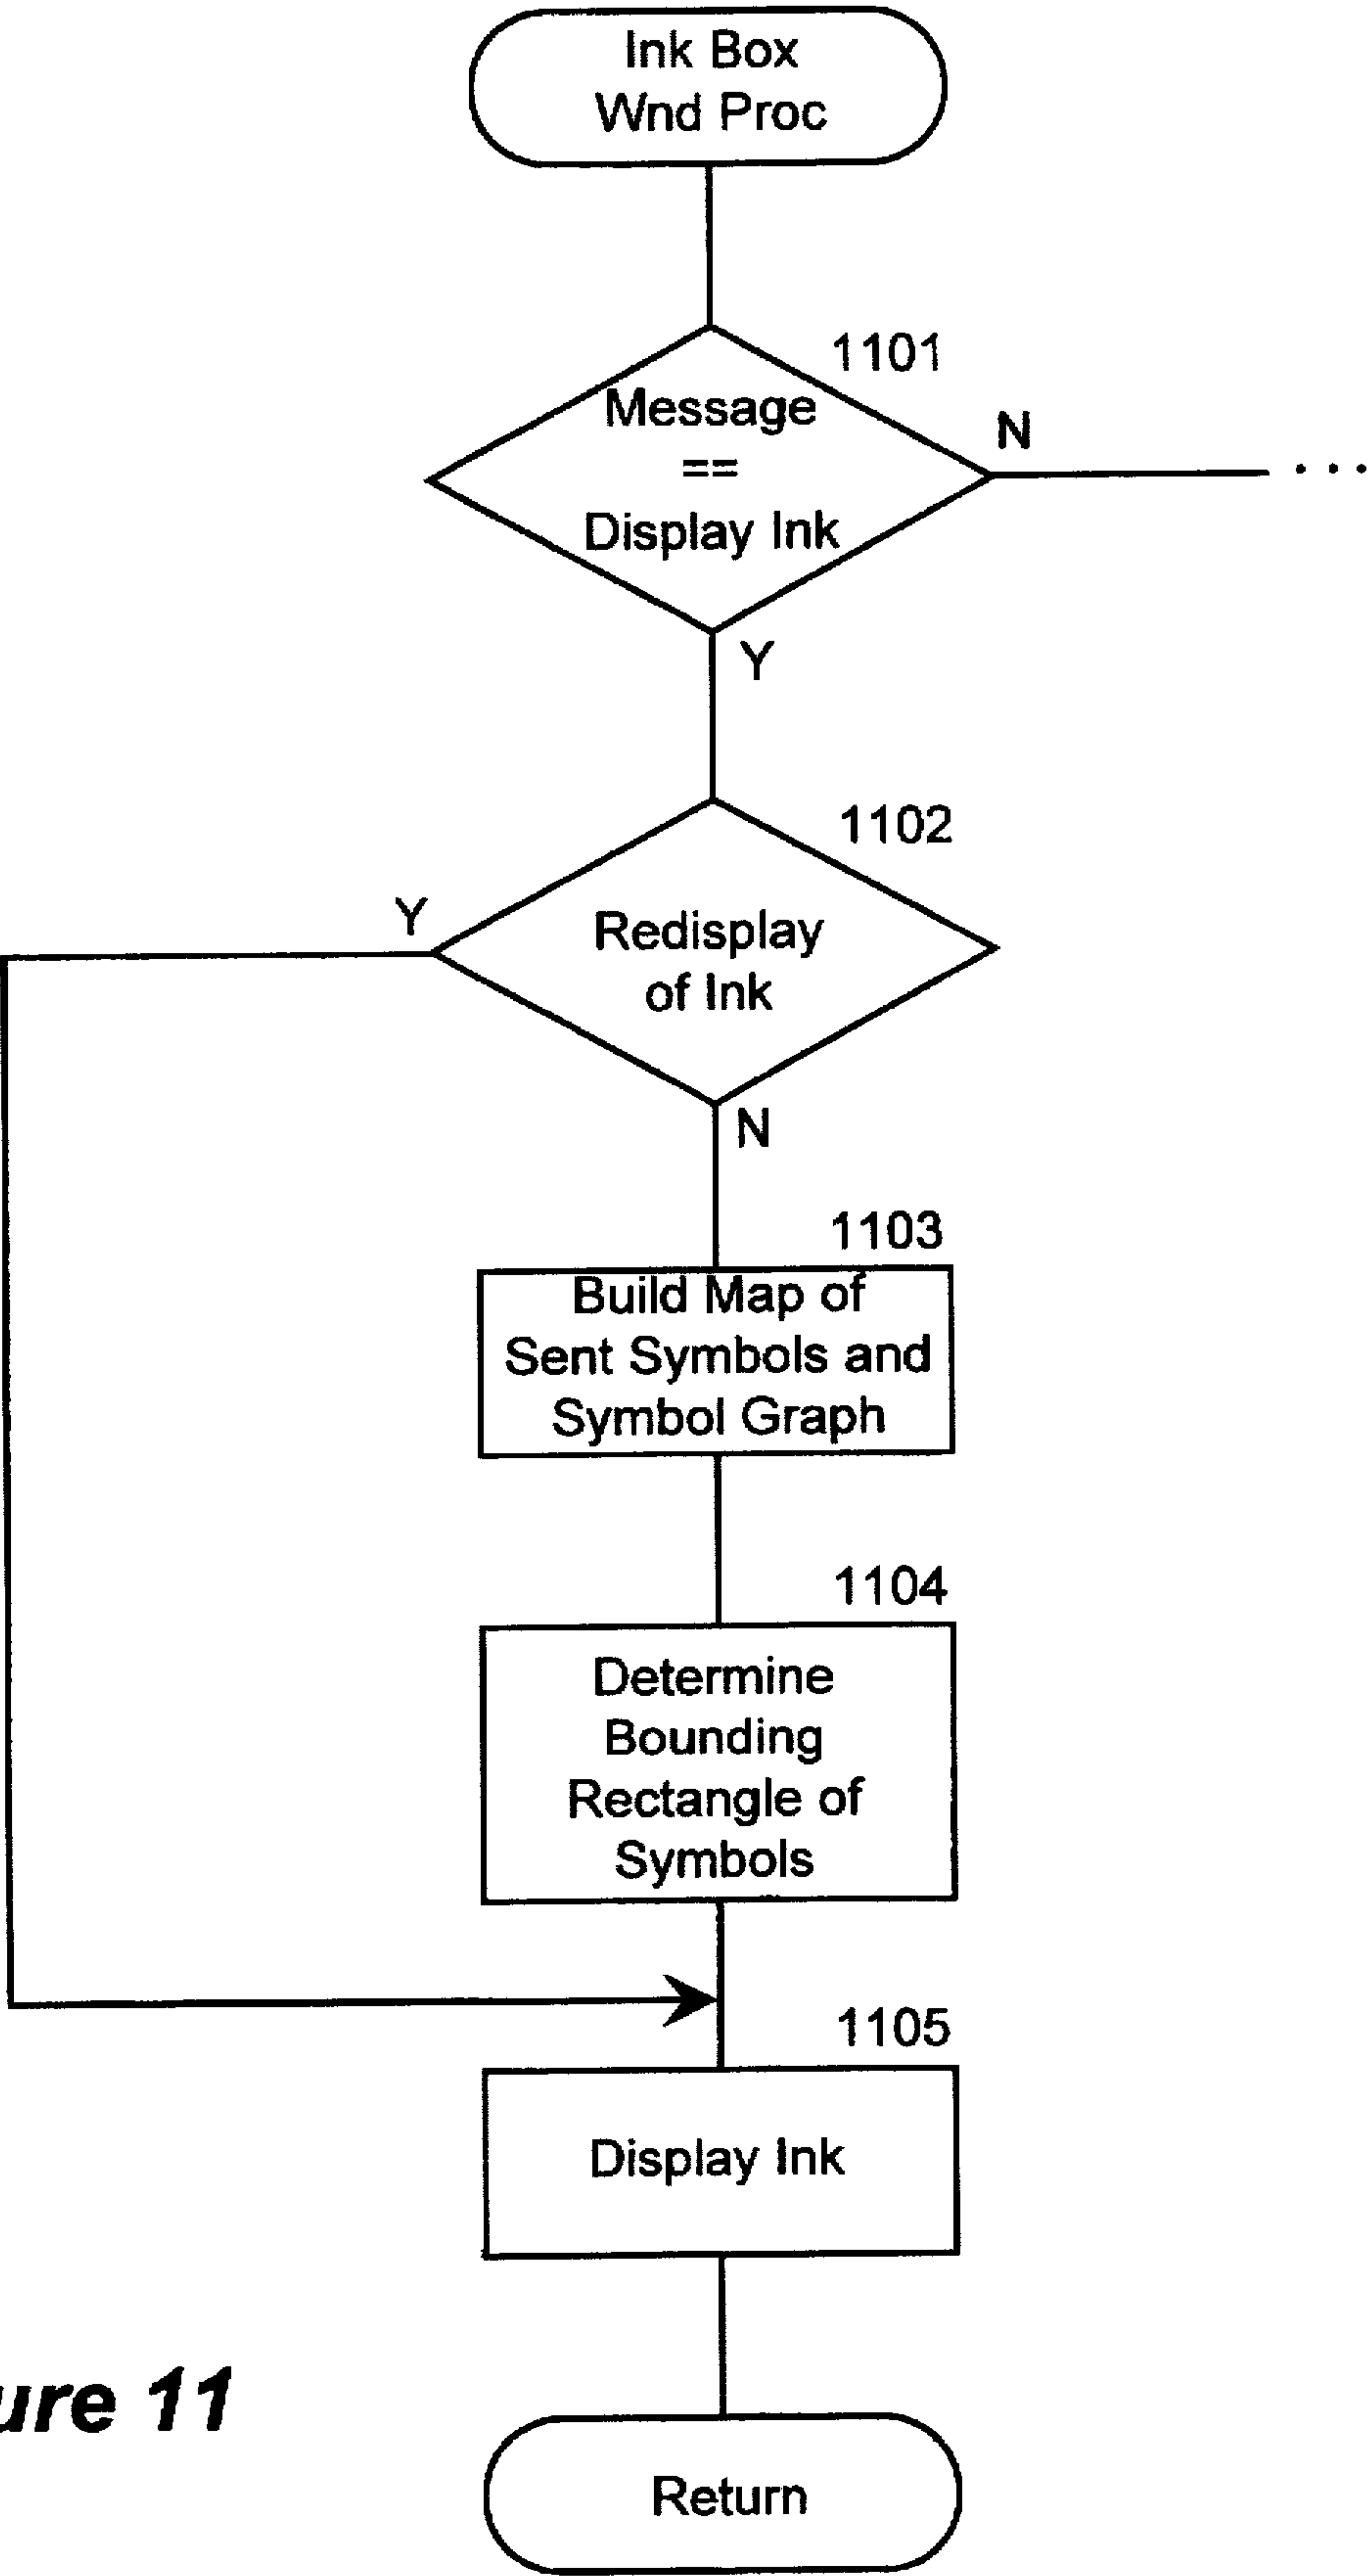 Ink Box
Wnd Proc
1101
Message
==
Display Ink
N
...
Y
1102
Y
Redisplay
of Ink
N
1103
Build Map of
Sent Symbols and
Symbol Graph
1104
Determine
Bounding
Rectangle of
Symbols
1105
Display Ink
ure 11
Return